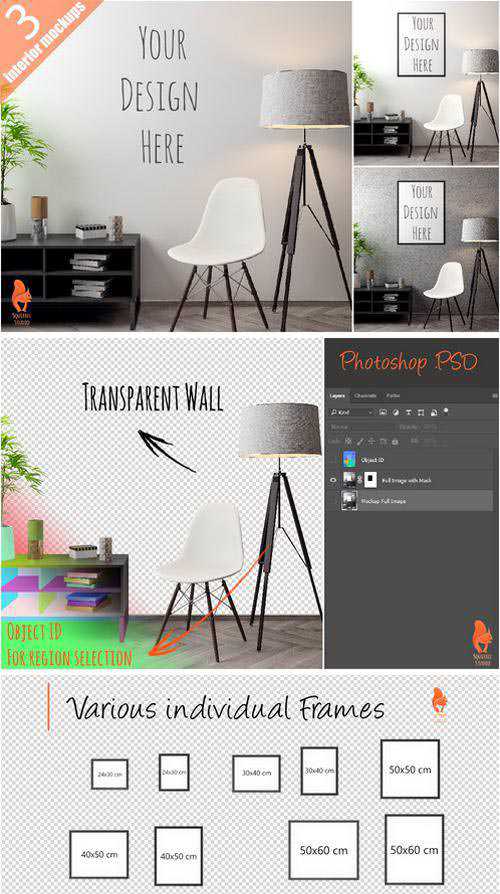 3
Interior mockups
YOUR
DESIGN
HERE
YOUR
DESIGN
HERE
YOUR
DESIGN
HERE
SQUIRREL
STUDIO
TRANSPARENT WALL
OBJECT ID
FOR REGION SELECTION
Photoshop .PSD
Layers Channels Paths
Kind
Normal
Opacity:
Lock:
Object ID
Full Image with Mask
Mockup Full Image
SQUIRREL
STUDIO
Various individual Frames
24x30 cm
24x30 cm
30x40 cm
30x40 cm
50x50 cm
40x50 cm
40x50 cm
50x60 cm
50x60 cm